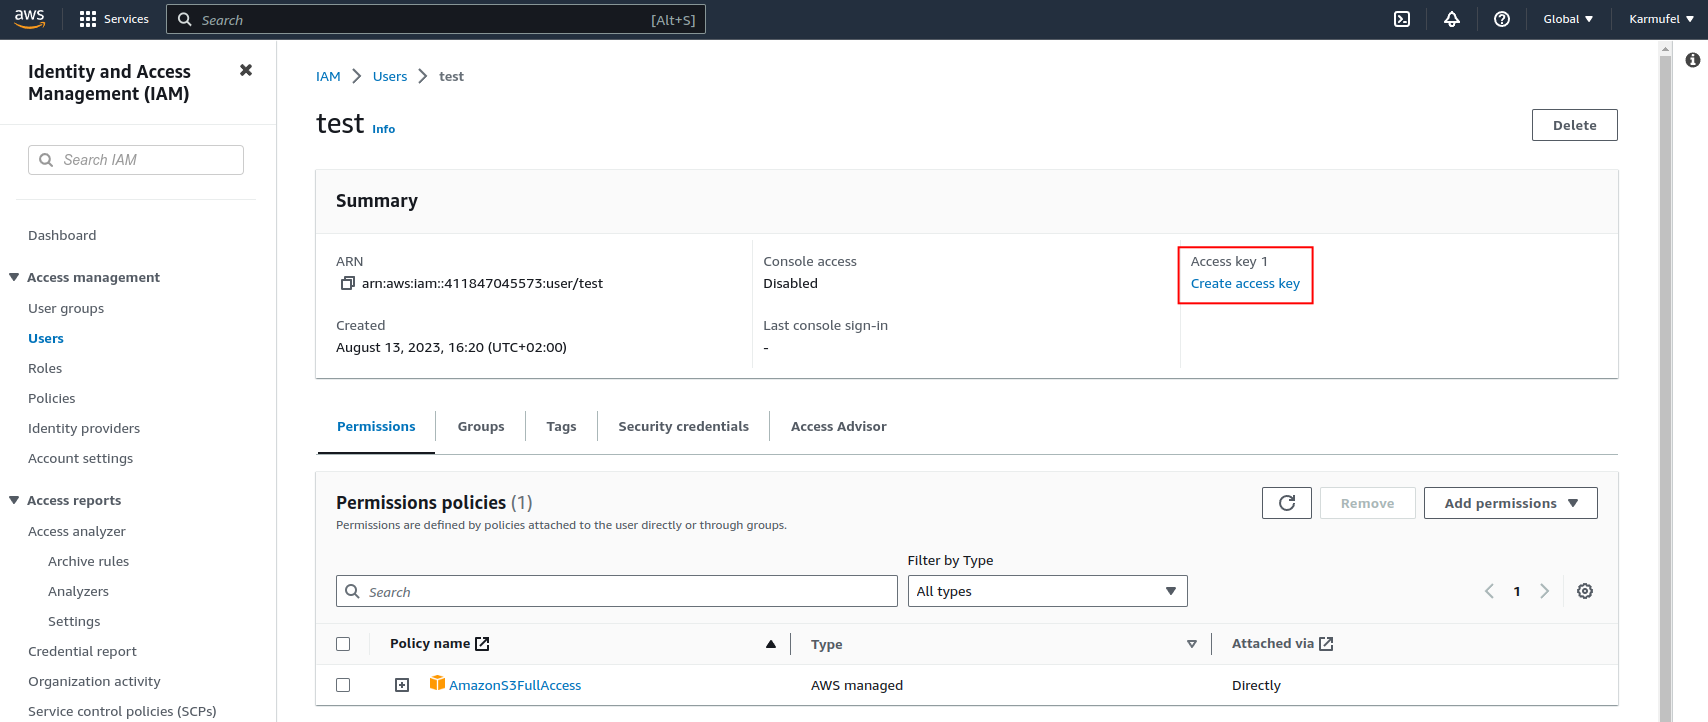 aws
Services
Search
[Alt+S]
Global
Karmufel
Identity and Access
Management (IAM)
Search IAM
Dashboard
Access management
User groups
Users
Roles
Policies
Identity providers
Account settings
Access reports
Access analyzer
Archive rules
Analyzers
Settings
Credential report
Organization activity
Service control policies (SCPs)
IAM > Users > test
test Info
Delete
Summary
ARN
arn:aws:iam::411847045573:user/test
Created
August 13, 2023, 16:20 (UTC+02:00)
Console access
Disabled
Last console sign-in
-
Access key 1
Create access key
Permissions
Groups
Tags
Security credentials
Access Advisor
Permissions policies (1)
Permissions are defined by policies attached to the user directly or through groups.
Remove
Add permissions
Search
Filter by Type
All types
1
Policy name
Type
Attached via
AmazonS3FullAccess
AWS managed
Directly